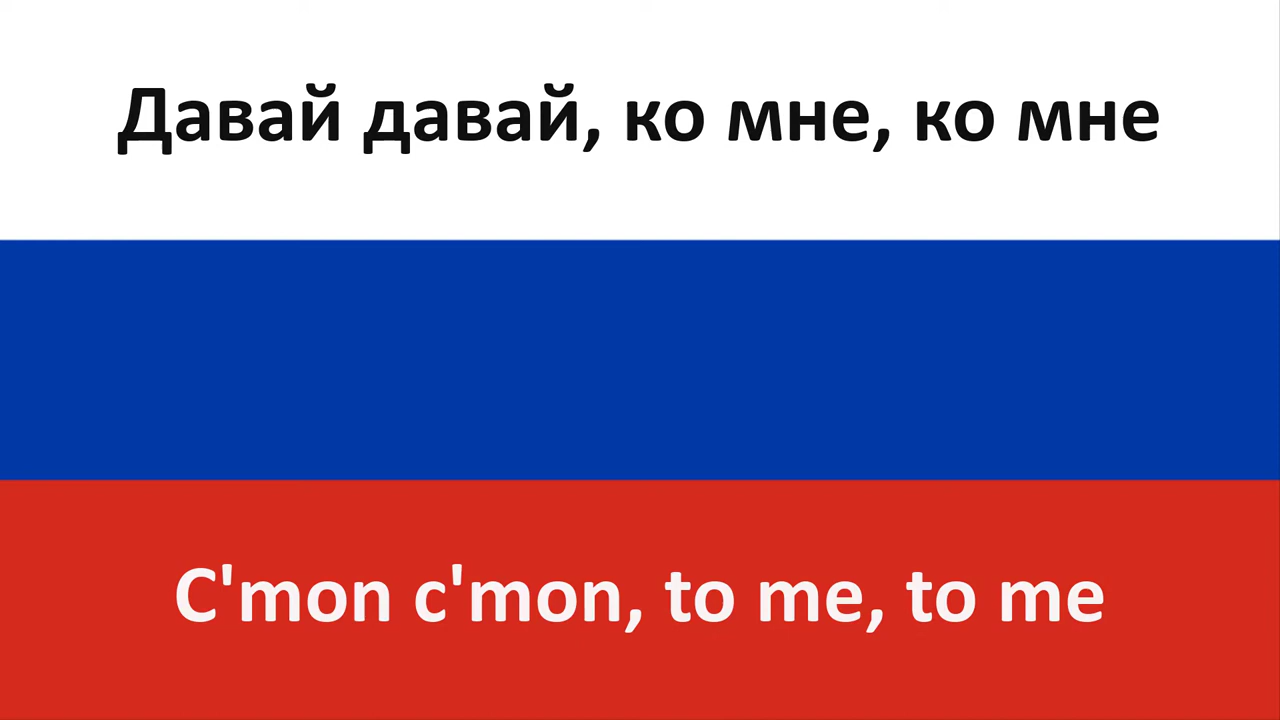 Давай давай, ко мне, ко мне
C'mon c'mon, to me, to me